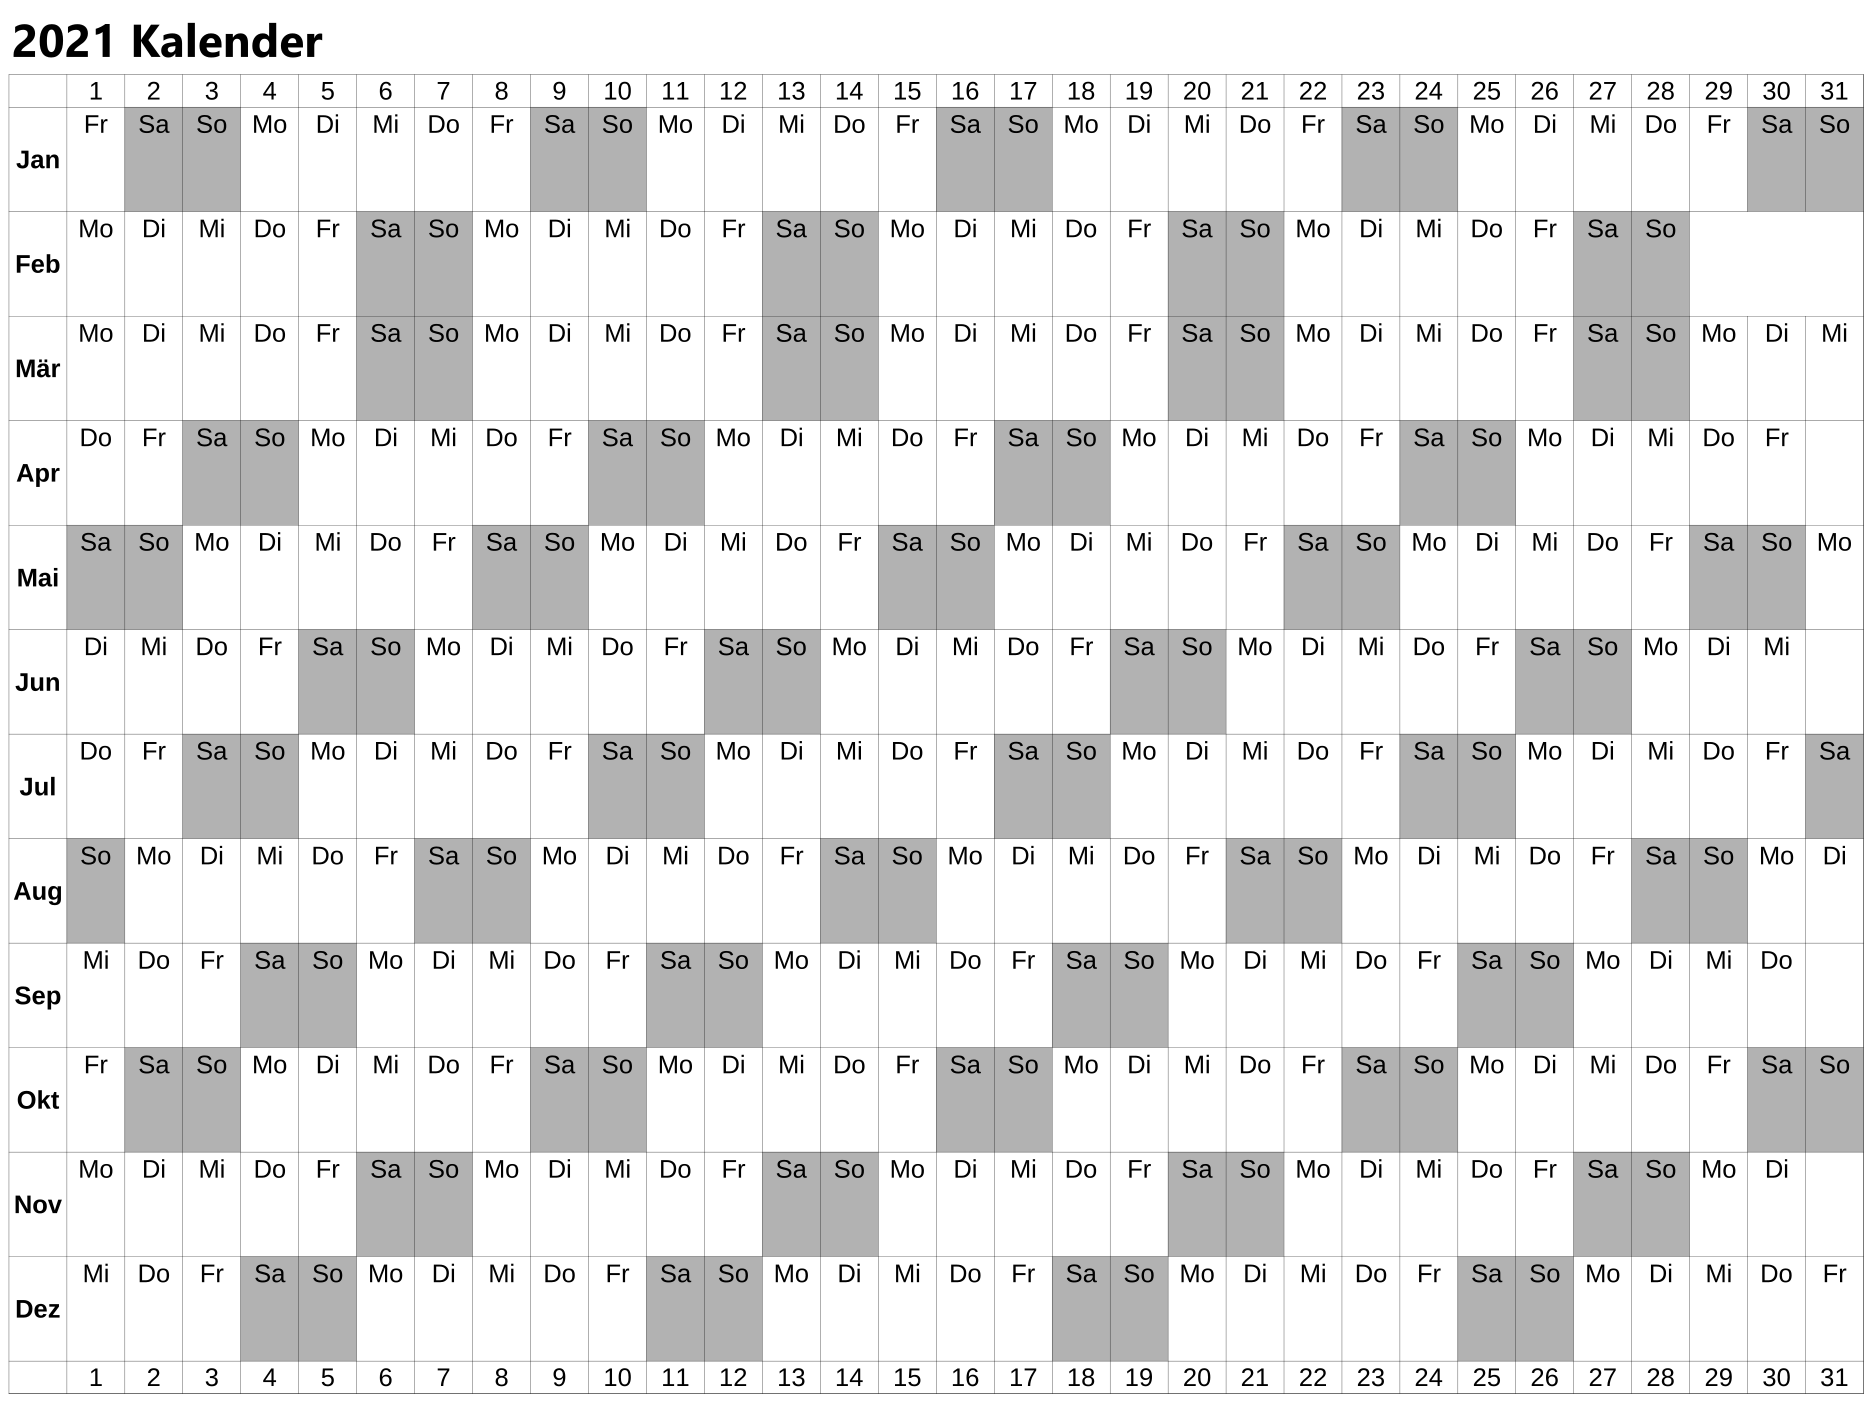 2021 Kalender
1 2 3 4 5 6 7 8 9 10 11 12 13 14 15 16 17 18 19 20 21 22 23 24 25 26 27 28 29 30 31
Jan Fr Sa So Mo Di Mi Do Fr Sa So Mo Di Mi Do Fr Sa So Mo Di Mi Do Fr Sa So Mo Di Mi Do Fr Sa So
Feb Mo Di Mi Do Fr Sa So Mo Di Mi Do Fr Sa So Mo Di Mi Do Fr Sa So Mo Di Mi Do Fr Sa So
Mär Mo Di Mi Do Fr Sa So Mo Di Mi Do Fr Sa So Mo Di Mi Do Fr Sa So Mo Di Mi Do Fr Sa So Mo Di Mi
Apr Do Fr Sa So Mo Di Mi Do Fr Sa So Mo Di Mi Do Fr Sa So Mo Di Mi Do Fr Sa So Mo Di Mi Do Fr
Mai Sa So Mo Di Mi Do Fr Sa So Mo Di Mi Do Fr Sa So Mo Di Mi Do Fr Sa So Mo Di Mi Do Fr Sa So Mo
Jun Di Mi Do Fr Sa So Mo Di Mi Do Fr Sa So Mo Di Mi Do Fr Sa So Mo Di Mi Do Fr Sa So Mo Di Mi
Jul Do Fr Sa So Mo Di Mi Do Fr Sa So Mo Di Mi Do Fr Sa So Mo Di Mi Do Fr Sa So Mo Di Mi Do Fr Sa
Aug So Mo Di Mi Do Fr Sa So Mo Di Mi Do Fr Sa So Mo Di Mi Do Fr Sa So Mo Di Mi Do Fr Sa So Mo Di
Sep Mi Do Fr Sa So Mo Di Mi Do Fr Sa So Mo Di Mi Do Fr Sa So Mo Di Mi Do Fr Sa So Mo Di Mi Do
Okt Fr Sa So Mo Di Mi Do Fr Sa So Mo Di Mi Do Fr Sa So Mo Di Mi Do Fr Sa So Mo Di Mi Do Fr Sa So
Nov Mo Di Mi Do Fr Sa So Mo Di Mi Do Fr Sa So Mo Di Mi Do Fr Sa So Mo Di Mi Do Fr Sa So Mo Di
Dez Mi Do Fr Sa So Mo Di Mi Do Fr Sa So Mo Di Mi Do Fr Sa So Mo Di Mi Do Fr Sa So Mo Di Mi Do Fr
1 2 3 4 5 6 7 8 9 10 11 12 13 14 15 16 17 18 19 20 21 22 23 24 25 26 27 28 29 30 31